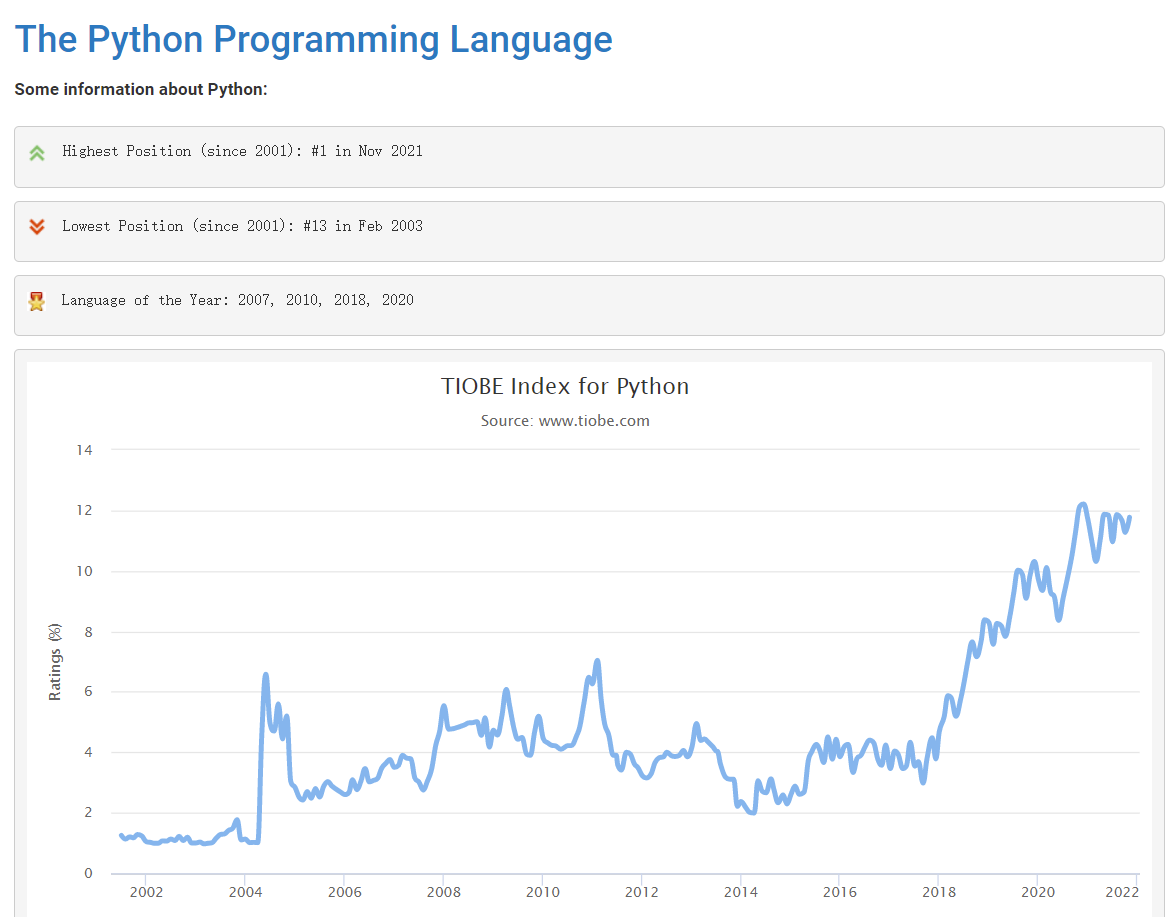 The Python Programming Language
Some information about Python:
Highest Position (since 2001): #1 in Nov 2021
Lowest Position (since 2001): #13 in Feb 2003
Language of the Year: 2007, 2010, 2018, 2020
TIOBE Index for Python
Source: www.tiobe.com
Ratings (%)
14
12
10
8
6
4
2
0
2002 2004 2006 2008 2010 2012 2014 2016 2018 2020 2022